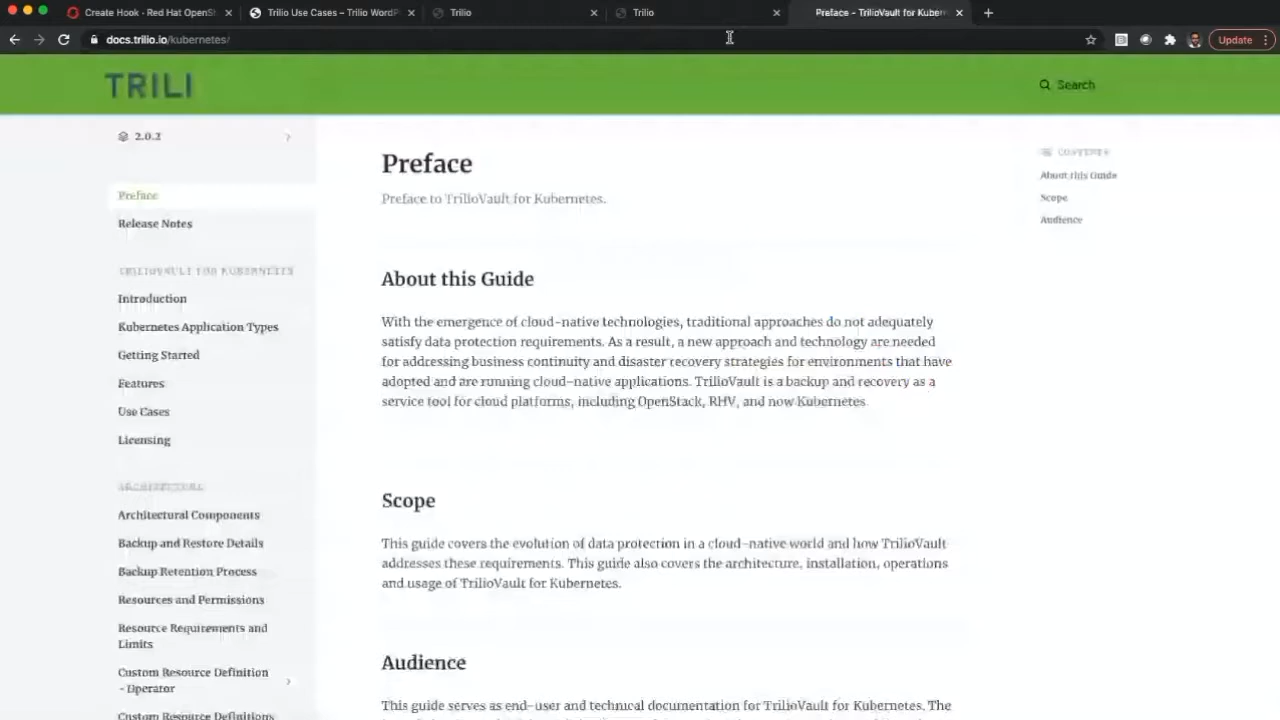 Create Hook - Red Hat OpenSh
Trilio Use Cases – Trilio WordP
Trilio
Trilio
Preface - TrilioVault for Kubern
docs.trilio.io/kubernetes/
Update
TRILI
Search
2.0.2
Preface
Release Notes
TRILIOVAULT FOR KUBERNETES
Introduction
Kubernetes Application Types
Getting Started
Features
Use Cases
Licensing
ARCHITECTURE
Architectural Components
Backup and Restore Details
Backup Retention Process
Resources and Permissions
Resource Requirements and
Limits
Custom Resource Definition
- Operator
Custom Resource Definitions
Preface
Preface to TrilioVault for Kubernetes.
About this Guide
With the emergence of cloud-native technologies, traditional approaches do not adequately
satisfy data protection requirements. As a result, a new approach and technology are needed
for addressing business continuity and disaster recovery strategies for environments that have
adopted and are running cloud-native applications. TrilioVault is a backup and recovery as a
service tool for cloud platforms, including OpenStack, RHV, and now Kubernetes.
Scope
This guide covers the evolution of data protection in a cloud-native world and how TrilioVault
addresses these requirements. This guide also covers the architecture, installation, operations
and usage of TrilioVault for Kubernetes.
Audience
This guide serves as end-user and technical documentation for TrilioVault for Kubernetes. The
CONTENTS
About this Guide
Scope
Audience